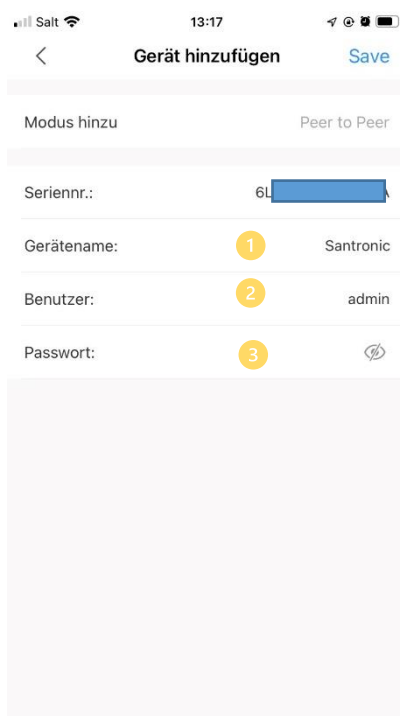 Salt 13:17
Gerät hinzufügen Save
Modus hinzu Peer to Peer
Seriennr.: 6L
Gerätename: 1 Santronic
Benutzer: 2 admin
Passwort: 3